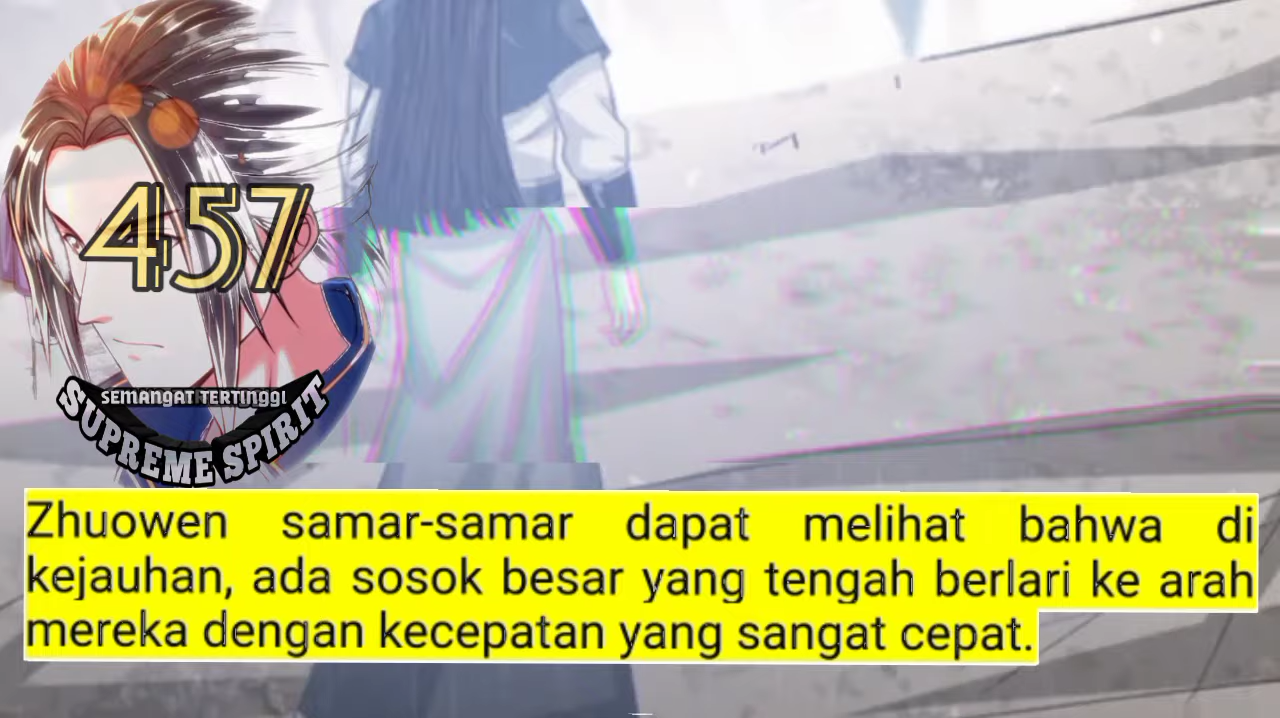 457
SEMANGAT TERTINGGI
SUPREME SPIRIT
Zhuowen samar-samar dapat melihat bahwa di
kejauhan, ada sosok besar yang tengah berlari ke arah
mereka dengan kecepatan yang sangat cepat.